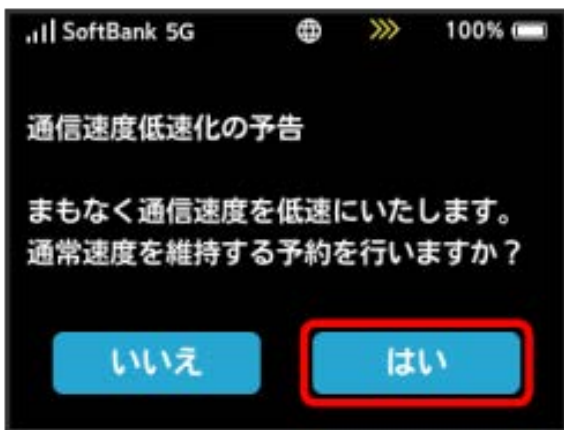 SoftBank 5G 100%
通信速度低速化の予告
まもなく通信速度を低速にいたします。
通常速度を維持する予約を行いますか？
いいえ はい